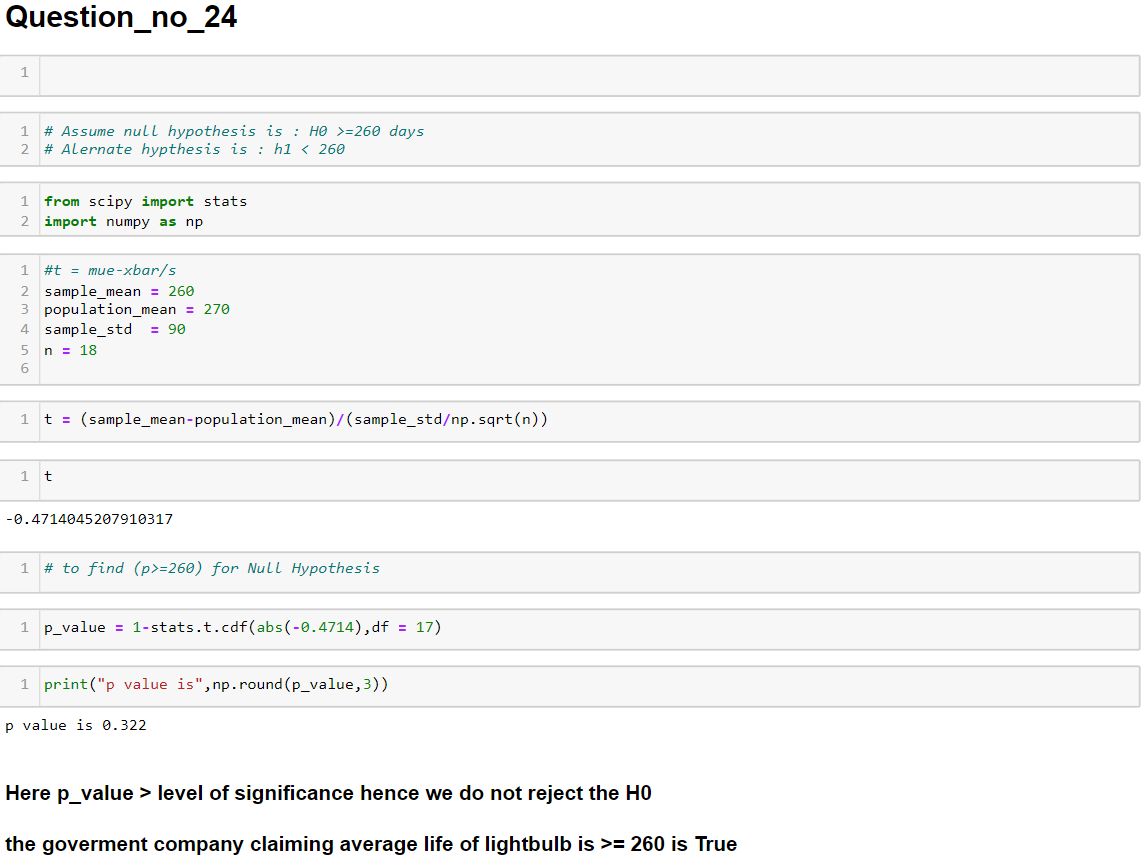 Question_no_24
1
1 # Assume null hypothesis is : H0 >=260 days
2 # Alernate hypthesis is : h1 < 260
1 from scipy import stats
2 import numpy as np
1 #t = mue-xbar/s
2 sample_mean = 260
3 population_mean = 270
4 sample_std  = 90
5 n = 18
6
1 t = (sample_mean-population_mean)/(sample_std/np.sqrt(n))
1 t
-0.4714045207910317
1 # to find (p>=260) for Null Hypothesis
1 p_value = 1-stats.t.cdf(abs(-0.4714),df = 17)
1 print("p value is",np.round(p_value,3))
p value is 0.322
Here p_value > level of significance hence we do not reject the H0
the goverment company claiming average life of lightbulb is >= 260 is True